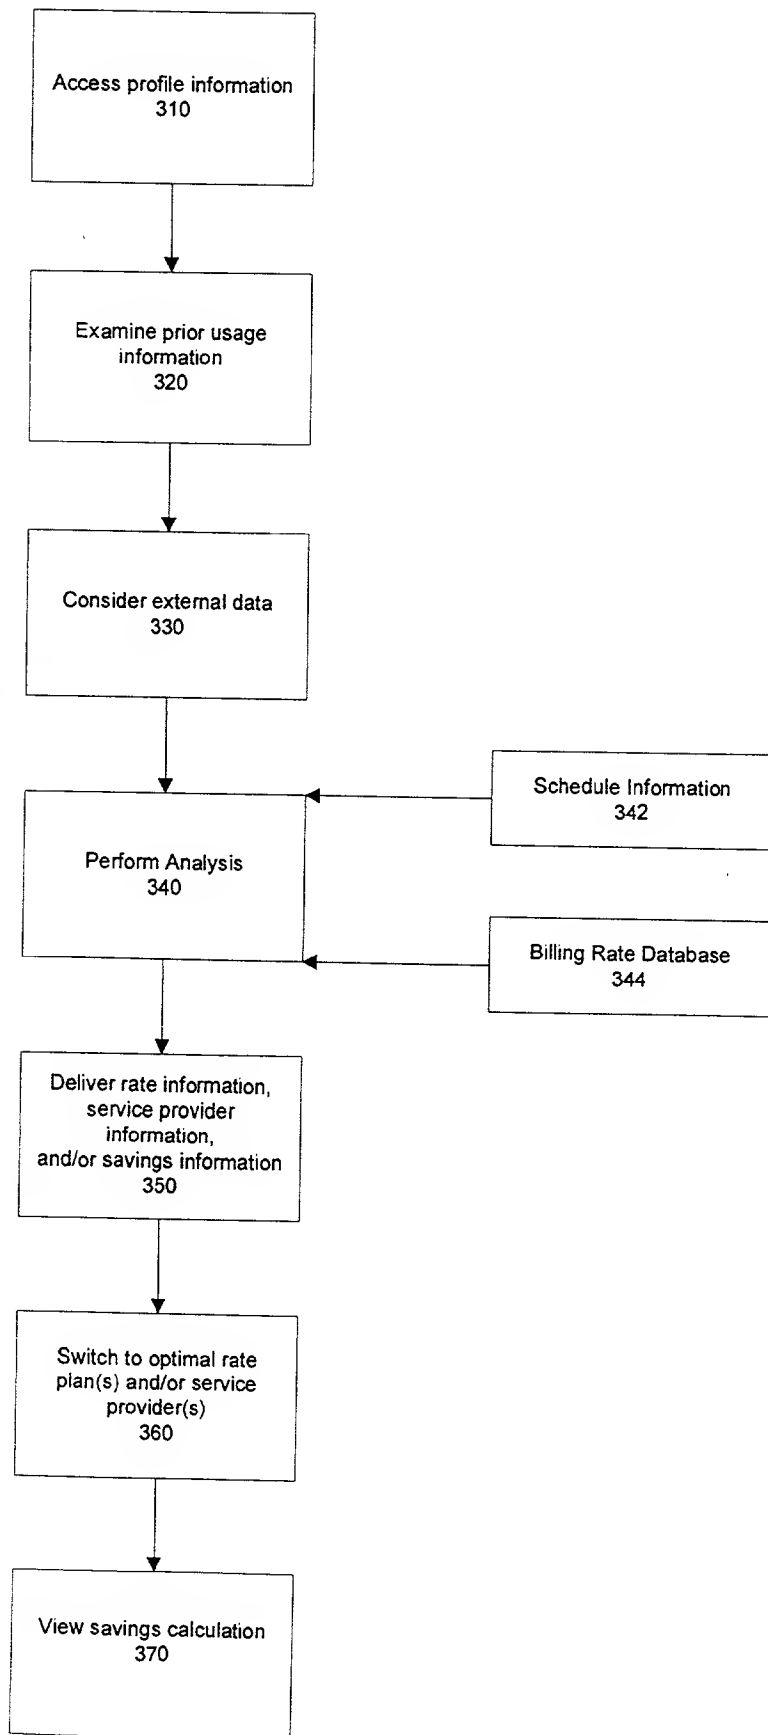 Access profile information
310
Examine prior usage
information
320
Consider external data
330
Schedule Information
342
Perform Analysis
340
Billing Rate Database
344
Deliver rate information,
service provider
information,
and/or savings information
350
Switch to optimal rate
plan(s) and/or service
provider(s)
360
View savings calculation
370